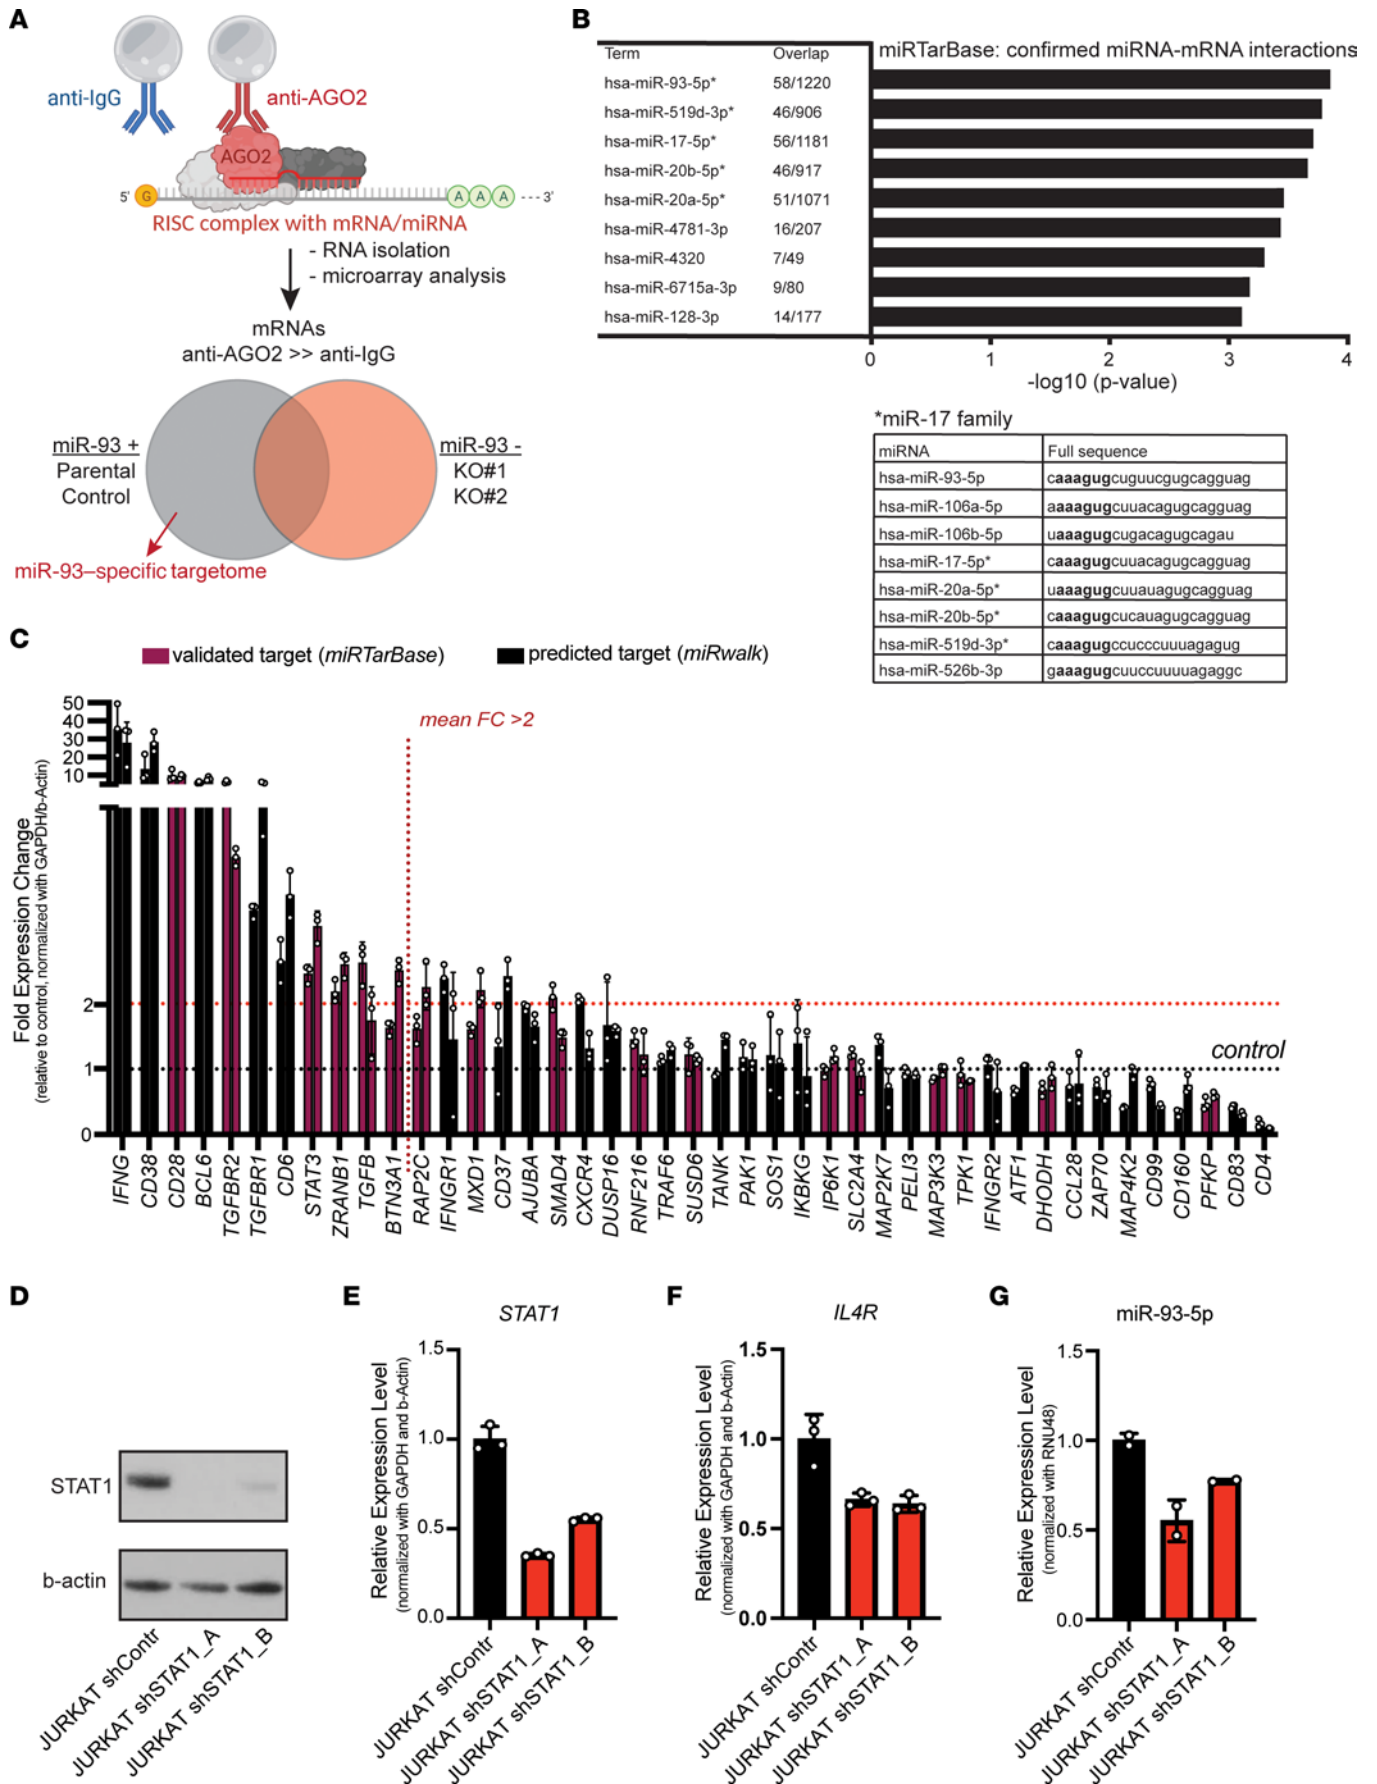 A
anti-IgG
anti-AGO2
AGO2
5'
G
A A A
3'
RISC complex with mRNA/miRNA
- RNA isolation
- microarray analysis
mRNAs
anti-AGO2 >> anti-IgG
miR-93 +
Parental
Control
miR-93 -
KO#1
KO#2
miR-93–specific targetome
B
Term Overlap
miRTarBase: confirmed miRNA-mRNA interactions
hsa-miR-93-5p* 58/1220
hsa-miR-519d-3p* 46/906
hsa-miR-17-5p* 56/1181
hsa-miR-20b-5p* 46/917
hsa-miR-20a-5p* 51/1071
hsa-miR-4781-3p 16/207
hsa-miR-4320 7/49
hsa-miR-6715a-3p 9/80
hsa-miR-128-3p 14/177
0 1 2 3 4
-log10 (p-value)
*miR-17 family
miRNA Full sequence
hsa-miR-93-5p caaagugcuguucgugcagguag
hsa-miR-106a-5p aaaagugcuuacagugcagguag
hsa-miR-106b-5p uaaagugcugacagugcagau
hsa-miR-17-5p* caaagugcuuacagugcagguag
hsa-miR-20a-5p* uaaagugcuuauagugcagguag
hsa-miR-20b-5p* caaagugcucauagugcagguag
hsa-miR-519d-3p* caaagugccucccuuuagagug
hsa-miR-526b-3p gaaagugcuuccuuuuagaggc
C
validated target (miRTarBase)
predicted target (miRwalk)
mean FC >2
control
Fold Expression Change
(relative to control, normalized with GAPDH/b-Actin)
50
40
30
20
10
2
1
0
IFNG
CD38
CD28
BCL6
TGFBR2
TGFBR1
CD6
STAT3
ZRANB1
TGFB
BTN3A1
RAP2C
IFNGR1
MXD1
CD37
AJUBA
SMAD4
CXCR4
DUSP16
RNF216
TRAF6
SUSD6
TANK
PAK1
SOS1
IKBKG
IP6K1
SLC2A4
MAP2K7
PELI3
MAP3K3
TPK1
IFNGR2
ATF1
DHODH
CCL28
ZAP70
MAP4K2
CD99
CD160
PFKP
CD83
CD4
D
STAT1
b-actin
JURKAT shContr
JURKAT shSTAT1_A
JURKAT shSTAT1_B
E
STAT1
Relative Expression Level
(normalized with GAPDH and b-Actin)
1.5
1.0
0.5
0.0
JURKAT shContr
JURKAT shSTAT1_A
JURKAT shSTAT1_B
F
IL4R
Relative Expression Level
(normalized with GAPDH and b-Actin)
1.5
1.0
0.5
0.0
JURKAT shContr
JURKAT shSTAT1_A
JURKAT shSTAT1_B
G
miR-93-5p
Relative Expression Level
(normalized with RNU48)
1.5
1.0
0.5
0.0
JURKAT shContr
JURKAT shSTAT1_A
JURKAT shSTAT1_B